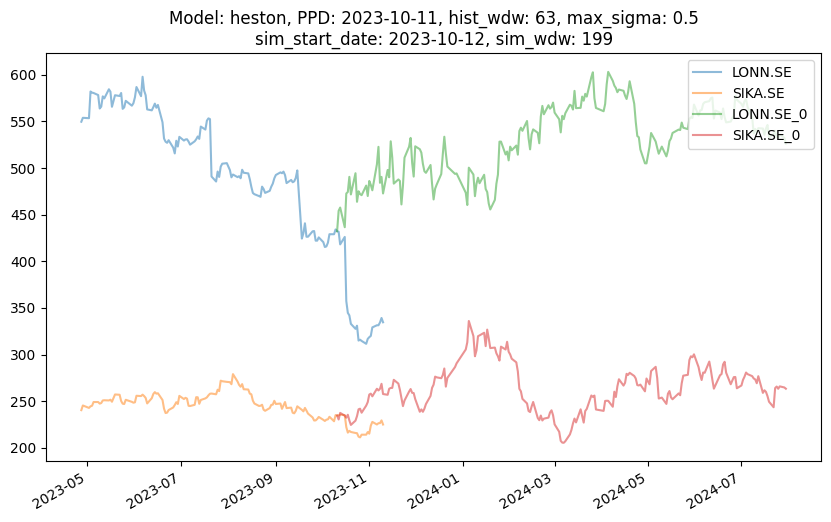 Model: heston, PPD: 2023-10-11, hist_wdw: 63, max_sigma: 0.5
sim_start_date: 2023-10-12, sim_wdw: 199
LONN.SE
SIKA.SE
LONN.SE_0
SIKA.SE_0
600
550
500
450
400
350
300
250
200
2023-05
2023-07
2023-09
2023-11
2024-01
2024-03
2024-05
2024-07